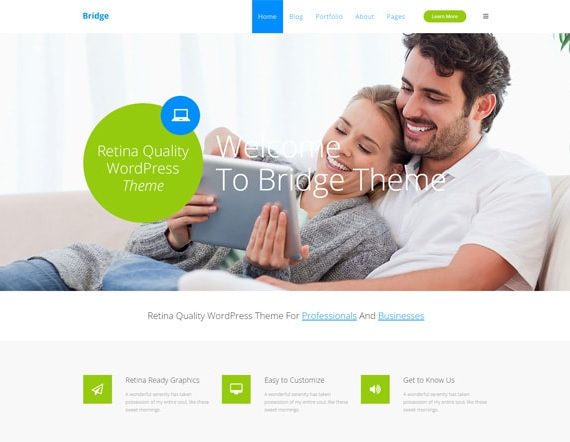 Bridge
Home Blog Portfolio About Pages Learn More
Retina Quality
WordPress
Theme
Welcome
To Bridge Theme
Retina Quality WordPress Theme For Professionals And Businesses
Retina Ready Graphics
A wonderful serenity has taken
possession of my entire soul, like these
sweet mornings.
Easy to Customize
A wonderful serenity has taken
possession of my entire soul, like these
sweet mornings.
Get to Know Us
A wonderful serenity has taken
possession of my entire soul, like these
sweet mornings.